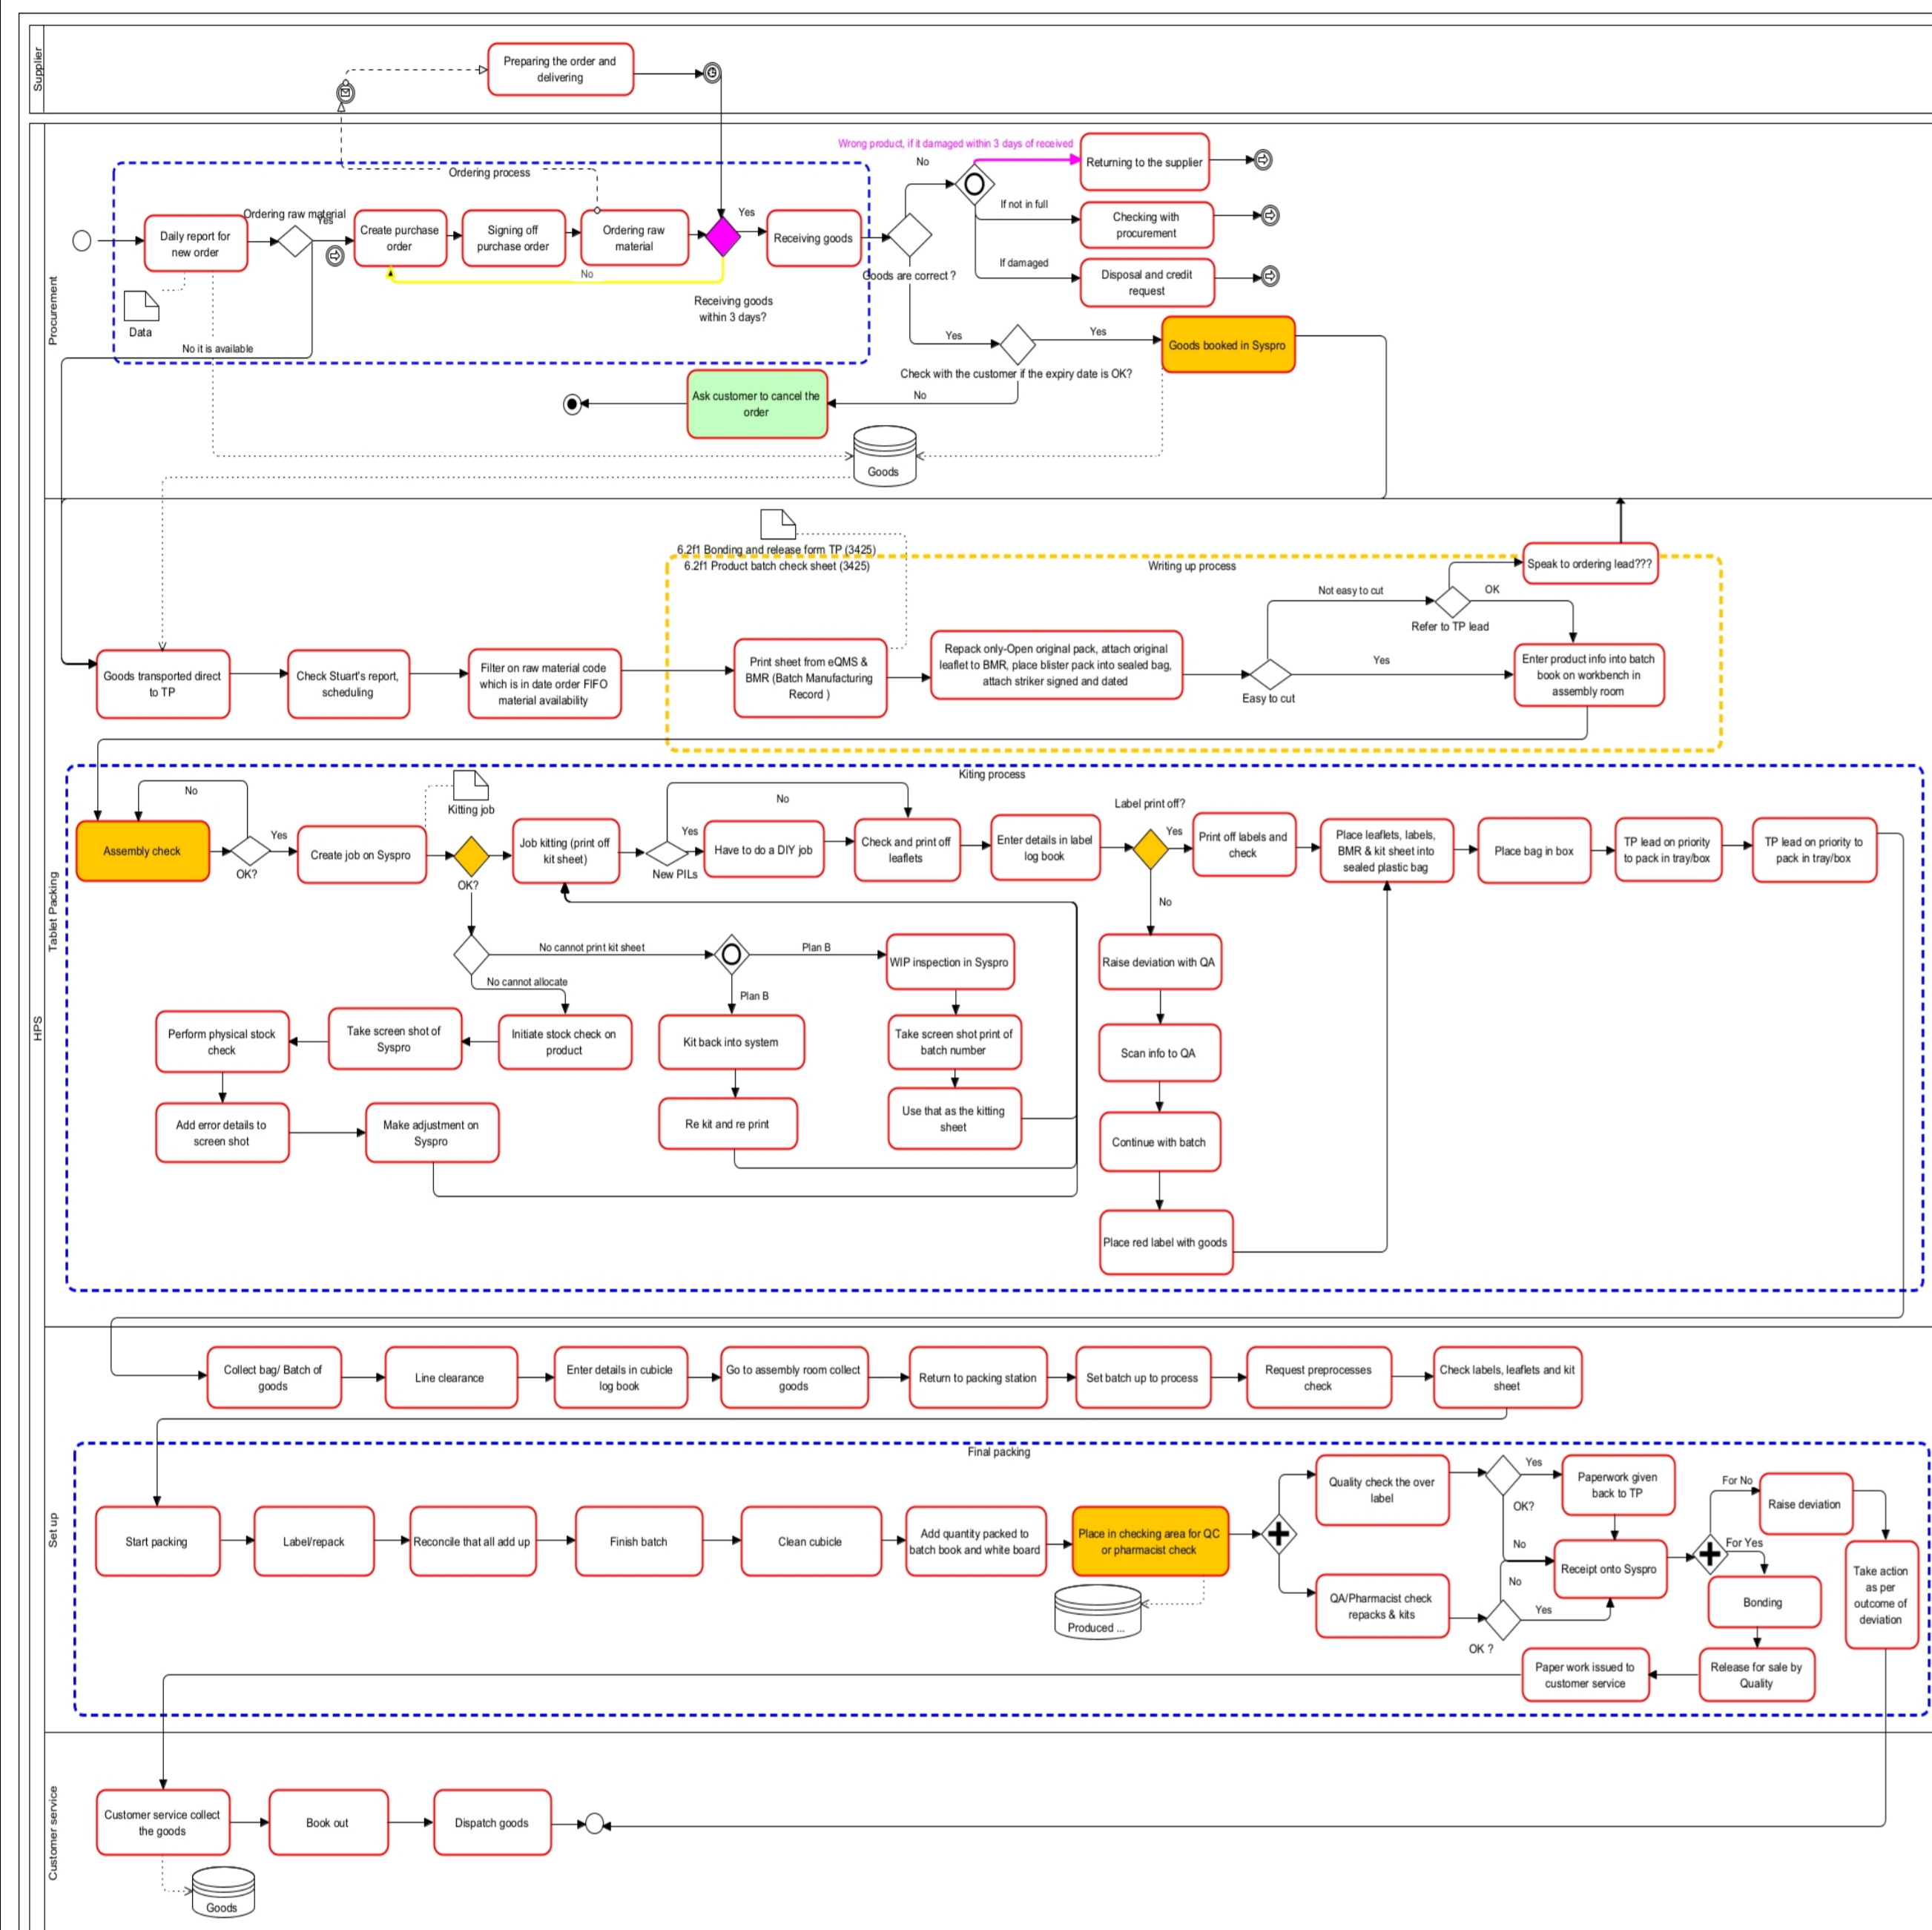 Supplier
Preparing the order and
delivering
Procurement
Wrong product, if it damaged within 3 days of received
No
Returning to the supplier
Ordering process
Ordering raw material
Yes
Daily report for
new order
Create purchase
order
Signing off
purchase order
Ordering raw
material
Yes
Receiving goods
If not in full
Checking with
procurement
No
Goods are correct ?
If damaged
Disposal and credit
request
Data
Receiving goods
within 3 days?
No it is available
Yes
Yes
Goods booked in Syspro
Check with the customer if the expiry date is OK?
Ask customer to cancel the
order
No
Goods
HPS
Tablet Packing
6.2f1 Bonding and release form TP (3425)
6.2f1 Product batch check sheet (3425)
Writing up process
Speak to ordering lead???
Not easy to cut
OK
Refer to TP lead
Goods transported direct
to TP
Check Stuart's report,
scheduling
Filter on raw material code
which is in date order FIFO
material availability
Print sheet from eQMS &
BMR (Batch Manufacturing
Record )
Repack only-Open original pack, attach original
leaflet to BMR, place blister pack into sealed bag,
attach striker signed and dated
Easy to cut
Yes
Enter product info into batch
book on workbench in
assembly room
Kiting process
No
Kitting job
No
Label print off?
Assembly check
OK?
Yes
Create job on Syspro
OK?
Job kitting (print off
kit sheet)
New PILs
Yes
Have to do a DIY job
Check and print off
leaflets
Enter details in label
log book
Yes
Print off labels and
check
Place leaflets, labels,
BMR & kit sheet into
sealed plastic bag
Place bag in box
TP lead on priority
to pack in tray/box
TP lead on priority to
pack in tray/box
No
No cannot print kit sheet
Plan B
WIP inspection in Syspro
Raise deviation with QA
No cannot allocate
Plan B
Perform physical stock
check
Take screen shot of
Syspro
Initiate stock check on
product
Kit back into system
Take screen shot print of
batch number
Scan info to QA
Add error details to
screen shot
Make adjustment on
Syspro
Re kit and re print
Use that as the kitting
sheet
Continue with batch
Place red label with goods
Set up
Collect bag/ Batch of
goods
Line clearance
Enter details in cubicle
log book
Go to assembly room collect
goods
Return to packing station
Set batch up to process
Request preprocesses
check
Check labels, leaflets and kit
sheet
Final packing
Start packing
Label/repack
Reconcile that all add up
Finish batch
Clean cubicle
Add quantity packed to
batch book and white board
Place in checking area for QC
or pharmacist check
Produced ...
Quality check the over
label
Yes
OK?
Paperwork given
back to TP
No
QA/Pharmacist check
repacks & kits
No
Yes
OK ?
Receipt onto Syspro
For No
Raise deviation
For Yes
Bonding
Take action
as per
outcome of
deviation
Release for sale by
Quality
Paper work issued to
customer service
Customer service
Customer service collect
the goods
Book out
Dispatch goods
Goods